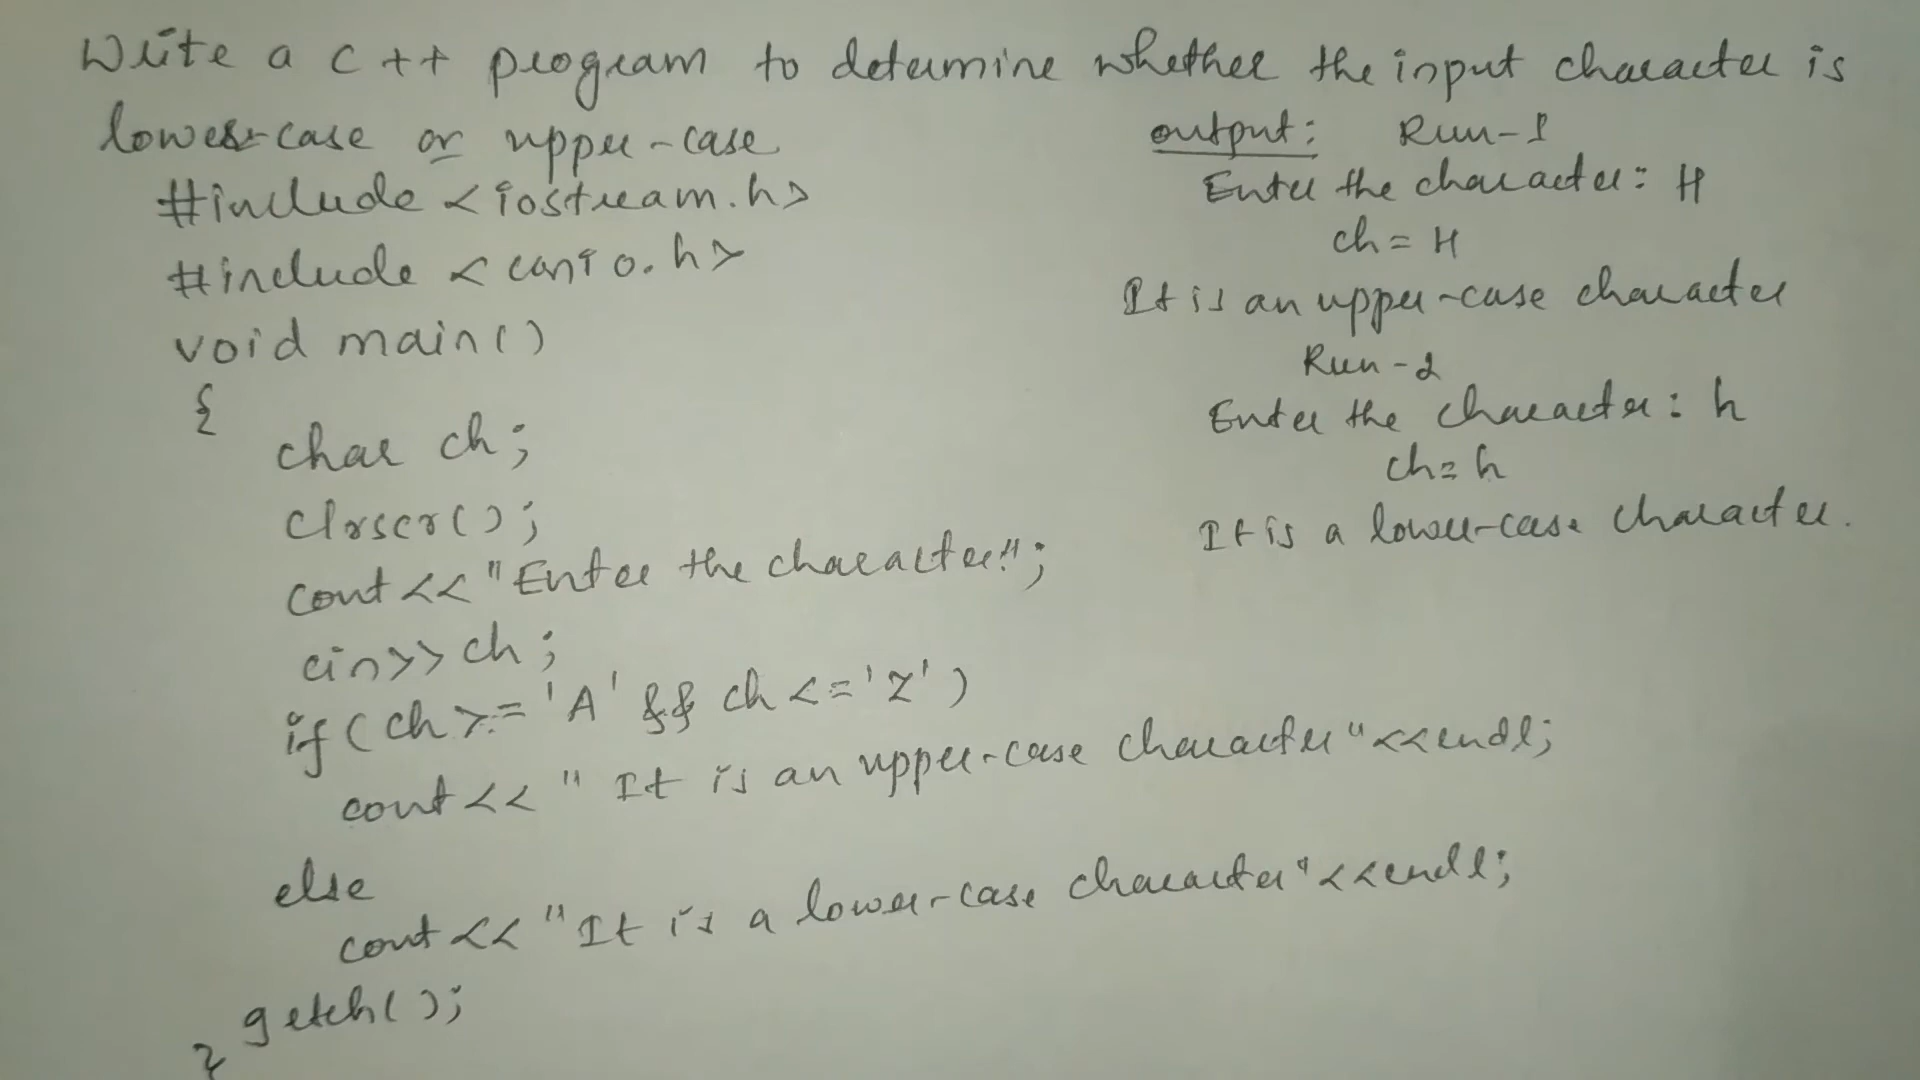 Write a C++ program to determine whether the input character is
lower-case or upper-case
#include <iostream.h>
#include <conio.h>
void main()
{
char ch;
clrscr();
cout<<"Enter the character:";
cin>>ch;
if(ch>='A' && ch<='Z')
cout<<" It is an upper-case character"<<endl;
else
cout<<"It is a lower-case character"<<endl;
getch();
}
output: Run-1
Enter the character: H
ch = H
It is an upper-case character
Run-2
Enter the character: h
ch = h
It is a lower-case character.